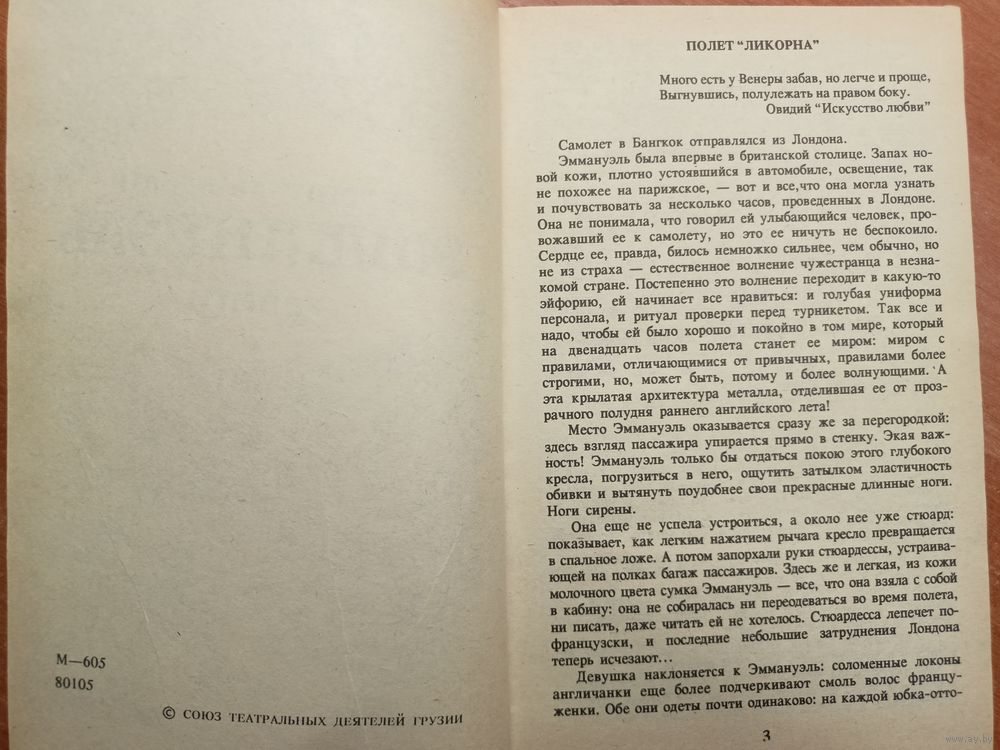 М—605
80105
© СОЮЗ ТЕАТРАЛЬНЫХ ДЕЯТЕЛЕЙ ГРУЗИИ
ПОЛЕТ “ЛИКОРНА”
Много есть у Венеры забав, но легче и проще,
Выгнувшись, полулежать на правом боку.
Овидий “Искусство любви”
Самолет в Бангкок отправлялся из Лондона.
Эммануэль была впервые в британской столице. Запах но-
вой кожи, плотно устоявшийся в автомобиле, освещение, так
не похожее на парижское, — вот и все,что она могла узнать
и почувствовать за несколько часов, проведенных в Лондоне.
Она не понимала, что говорил ей улыбающийся человек, про-
вожавший ее к самолету, но это ее ничуть не беспокоило.
Сердце ее, правда, билось немножко сильнее, чем обычно, но
не из страха — естественное волнение чужестранца в незна-
комой стране. Постепенно это волнение переходит в какую-то
эйфорию, ей начинает все нравиться: и голубая униформа
персонала, и ритуал проверки перед турникетом. Так все и
надо, чтобы ей было хорошо и покойно в том мире, который
на двенадцать часов полета станет ее миром: миром с
правилами, отличающимися от привычных, правилами более
строгими, но, может быть, потому и более волнующими. А
эта крылатая архитектура металла, отделившая ее от проз-
рачного полудня раннего английского лета!
Место Эммануэль оказывается сразу же за перегородкой:
здесь взгляд пассажира упирается прямо в стенку. Экая важ-
ность! Эммануэль только бы отдаться покою этого глубокого
кресла, погрузиться в него, ощутить затылком эластичность
обивки и вытянуть поудобнее свои прекрасные длинные ноги.
Ноги сирены.
Она еще не успела устроиться, а около нее уже стюард:
показывает, как легким нажатием рычага кресло превращается
в спальное ложе. А потом запорхали руки стюардессы, устраива-
ющей на полках багаж пассажиров. Здесь же и легкая, из кожи
молочного цвета сумка Эммануэль — все, что она взяла с собой
в кабину: она не собиралась ни переодеваться во время полета,
ни писать, даже читать ей не хотелось. Стюардесса лепечет по-
французски, и последние небольшие затруднения Лондона
теперь исчезают...
Девушка наклоняется к Эммануэль: соломенные локоны
англичанки еще более подчеркивают смоль волос францу-
женки. Обе они одеты почти одинаково: на каждой юбка-отто-
3
www.ay.by